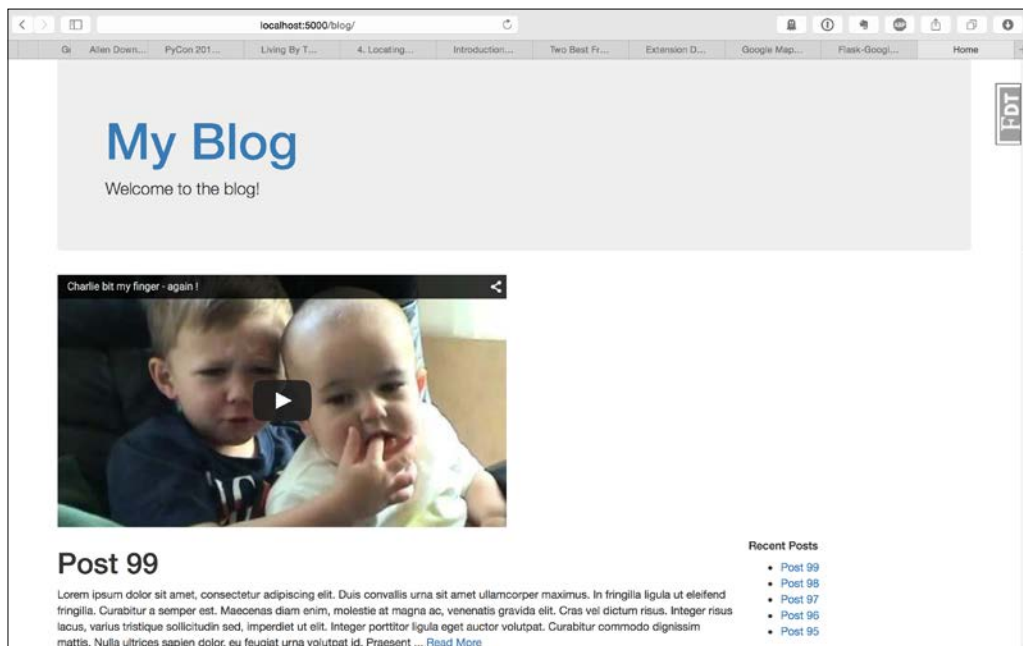 localhost:5000/blog/
Gr Allen Down... PyCon 201... Living By T... 4. Locating... Introduction... Two Best Fr... Extension D... Google Map... Flask-Googl... Home
FDT
My Blog
Welcome to the blog!
Charlie bit my finger - again !
Post 99
Lorem ipsum dolor sit amet, consectetur adipiscing elit. Duis convallis urna sit amet ullamcorper maximus. In fringilla ligula ut eleifend
fringilla. Curabitur a semper est. Maecenas diam enim, molestie at magna ac, venenatis gravida elit. Cras vel dictum risus. Integer risus
lacus, varius tristique sollicitudin sed, imperdiet ut elit. Integer porttitor ligula eget auctor volutpat. Curabitur commodo dignissim
mattis. Nulla ultrices sapien dolor, eu feugiat urna volutpat id. Praesent ... Read More
Recent Posts
Post 99
Post 98
Post 97
Post 96
Post 95